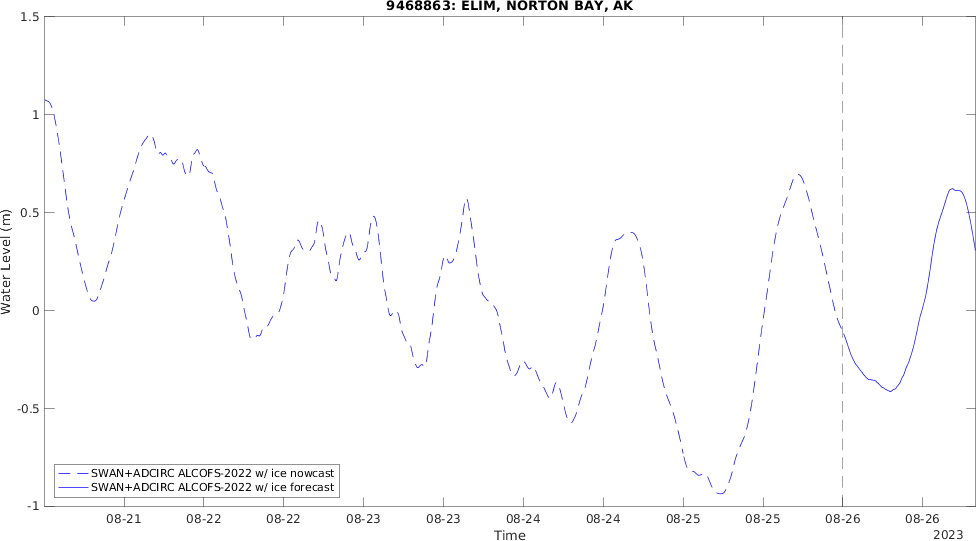 9468863: ELIM, NORTON BAY, AK
1.5
1
0.5
0
-0.5
-1
Water Level (m)
SWAN+ADCIRC ALCOFS-2022 w/ ice nowcast
SWAN+ADCIRC ALCOFS-2022 w/ ice forecast
08-21 08-22 08-22 08-23 08-23 08-24 08-24 08-25 08-25 08-26 08-26
Time
2023